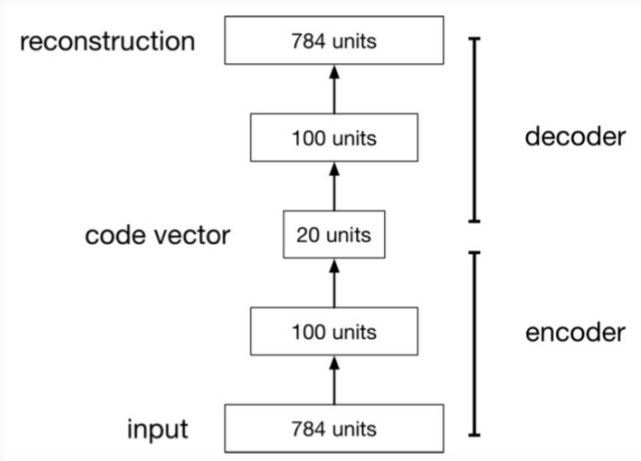 reconstruction
784 units
100 units
decoder
code vector
20 units
100 units
encoder
input
784 units